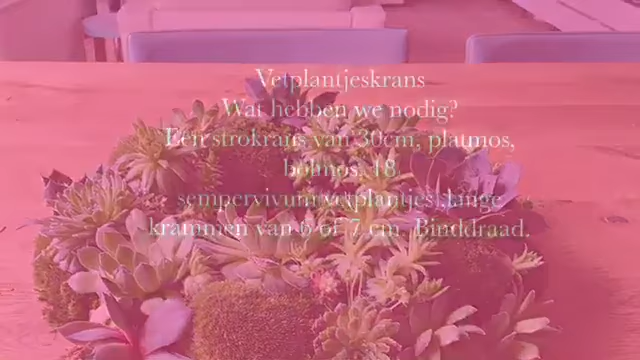 Vetplantjeskrans
Wat hebben we nodig?
Een strokrans van 30cm, platmos,
bolmos, 18
sempervivum(vetplantjes),lange
krammen van 6 of 7 cm. Binddraad.